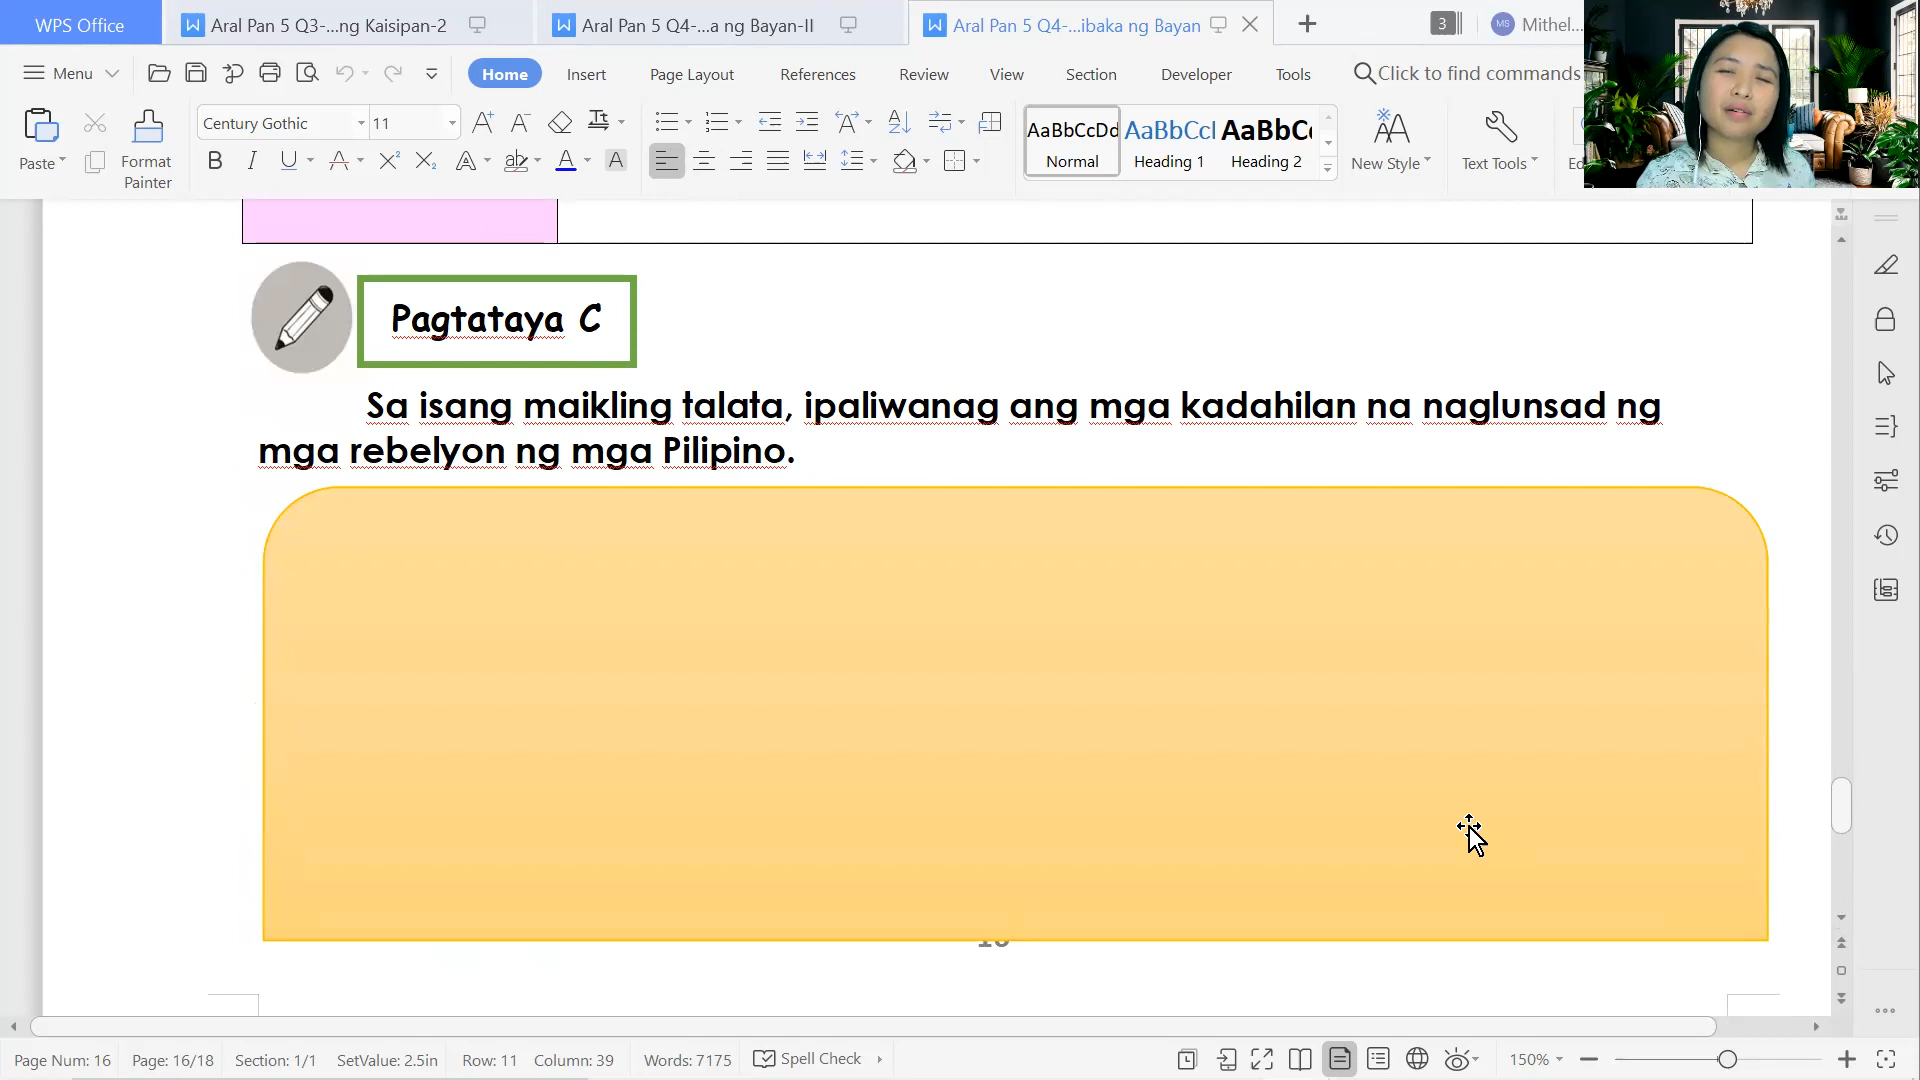 WPS Office
Aral Pan 5 Q3-...ng Kaisipan-2
Aral Pan 5 Q4-...a ng Bayan-II
Aral Pan 5 Q4-...ibaka ng Bayan
3
MS
Mithel...
Menu
Home
Insert
Page Layout
References
Review
View
Section
Developer
Tools
Click to find commands
Paste
Format
Painter
Century Gothic
11
AaBbCcDd
Normal
AaBbCcl
Heading 1
AaBbC
Heading 2
New Style
Text Tools
Pagtataya C
Sa isang maikling talata, ipaliwanag ang mga kadahilan na naglunsad ng
mga rebelyon ng mga Pilipino.
Page Num: 16
Page: 16/18
Section: 1/1
SetValue: 2.5in
Row: 11
Column: 39
Words: 7175
Spell Check
150%